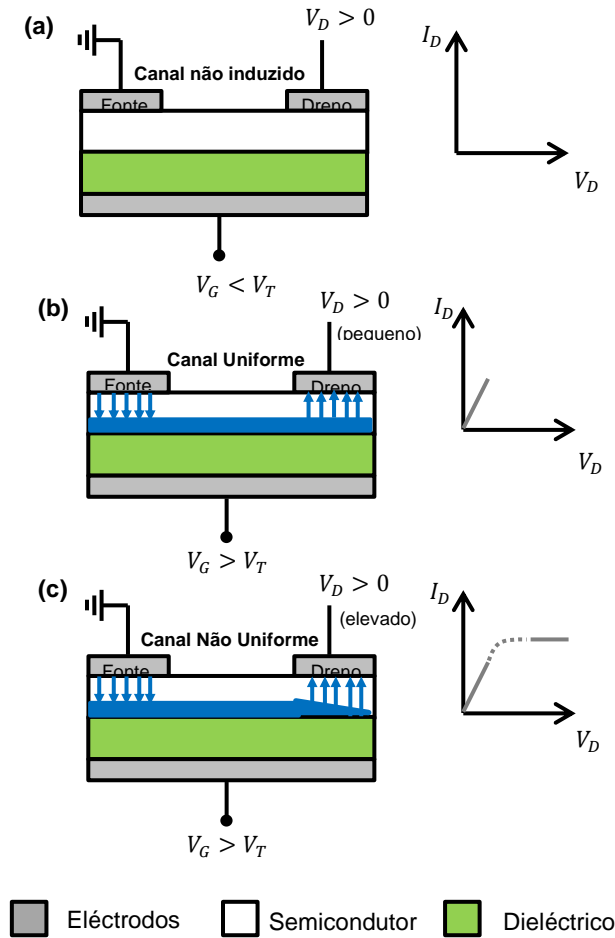 (a)
V_D > 0
I_D
Canal não induzido
Fonte Dreno
V_D
V_G < V_T
(b)
V_D > 0
I_D
(pequeno)
Canal Uniforme
Fonte Dreno
V_D
V_G > V_T
(c)
V_D > 0
I_D
(elevado)
Canal Não Uniforme
Fonte Dreno
V_D
V_G > V_T
Eléctrodos Semicondutor Dieléctrico